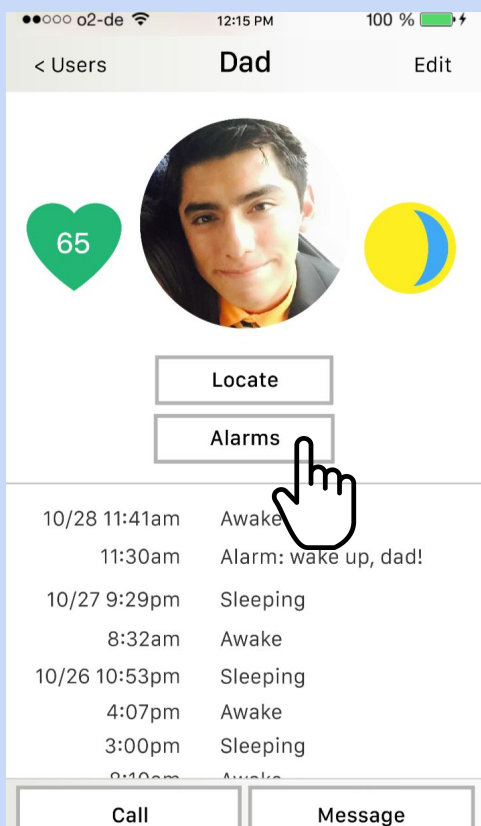 o2-de 12:15 PM 100 %
< Users Dad Edit
65
Locate
Alarms
10/28 11:41am Awake
11:30am Alarm: wake up, dad!
10/27 9:29pm Sleeping
8:32am Awake
10/26 10:53pm Sleeping
4:07pm Awake
3:00pm Sleeping
Awake
Call Message